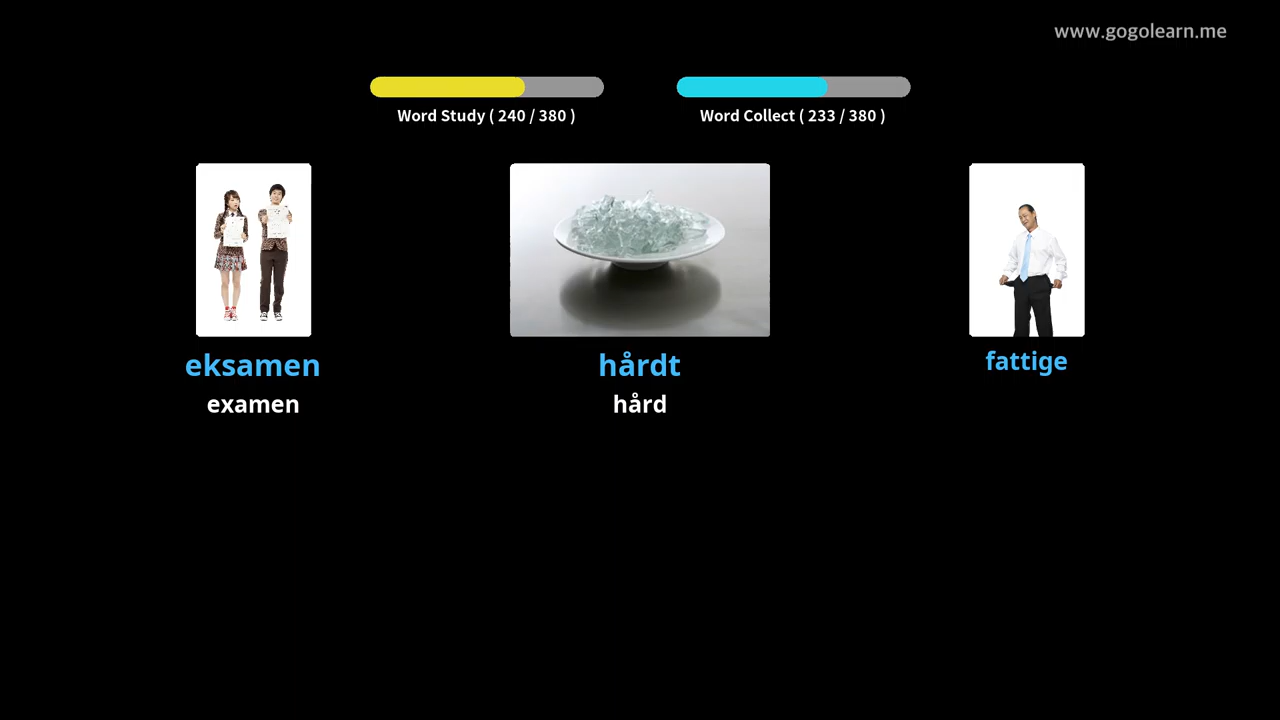 www.gogolearn.me
Word Study ( 240 / 380 )
Word Collect ( 233 / 380 )
eksamen
examen
hårdt
hård
fattige